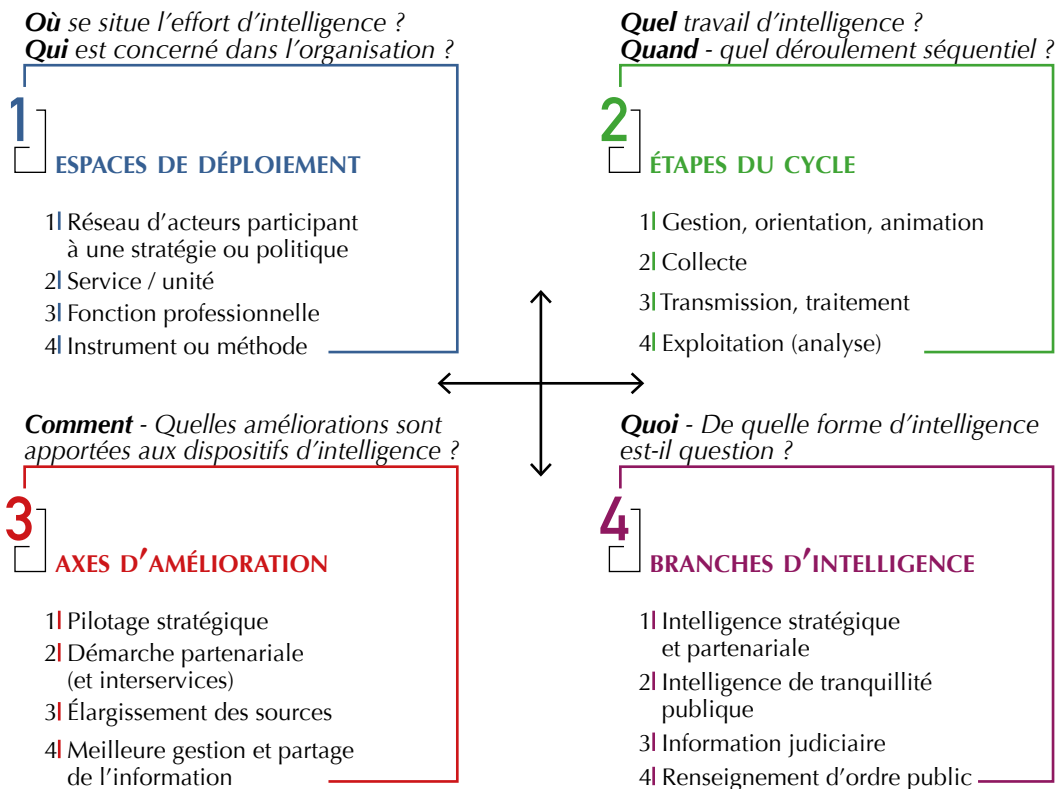 Où se situe l’effort d’intelligence ?
Qui est concerné dans l’organisation ?
1
ESPACES DE DÉPLOIEMENT
1| Réseau d’acteurs participant
à une stratégie ou politique
2| Service / unité
3| Fonction professionnelle
4| Instrument ou méthode
Quel travail d’intelligence ?
Quand - quel déroulement séquentiel ?
2
ÉTAPES DU CYCLE
1| Gestion, orientation, animation
2| Collecte
3| Transmission, traitement
4| Exploitation (analyse)
Comment - Quelles améliorations sont
apportées aux dispositifs d’intelligence ?
3
AXES D’AMÉLIORATION
1| Pilotage stratégique
2| Démarche partenariale
(et interservices)
3| Élargissement des sources
4| Meilleure gestion et partage
de l’information
Quoi - De quelle forme d’intelligence
est-il question ?
4
BRANCHES D’INTELLIGENCE
1| Intelligence stratégique
et partenariale
2| Intelligence de tranquillité
publique
3| Information judiciaire
4| Renseignement d’ordre public